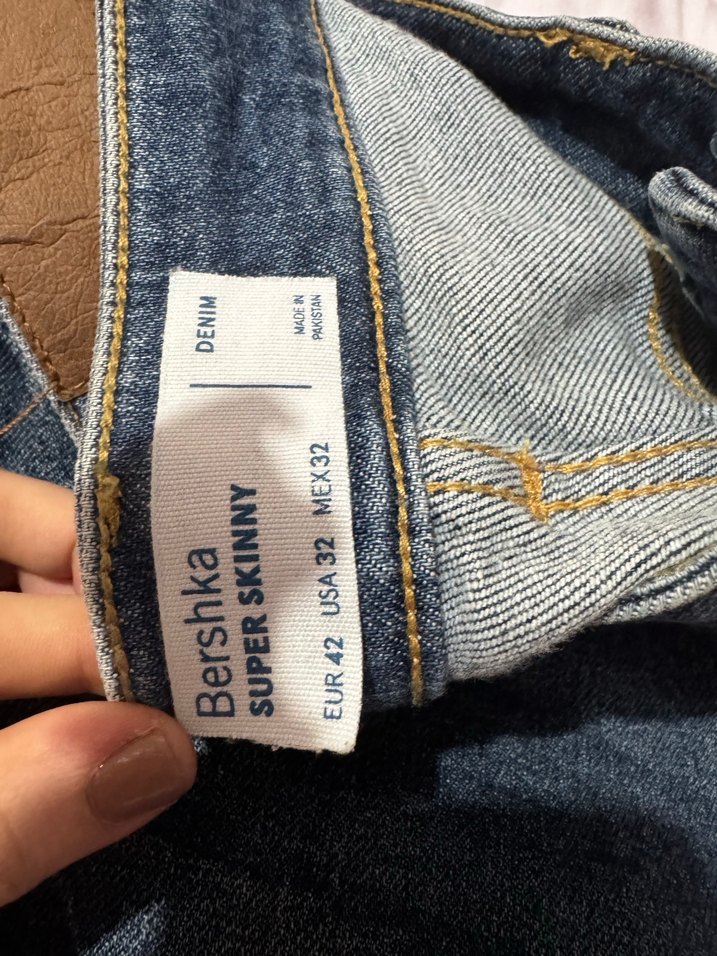 Bershka
SUPER SKINNY
EUR 42 USA 32 MEX 32
DENIM
MADE IN
PAKISTAN